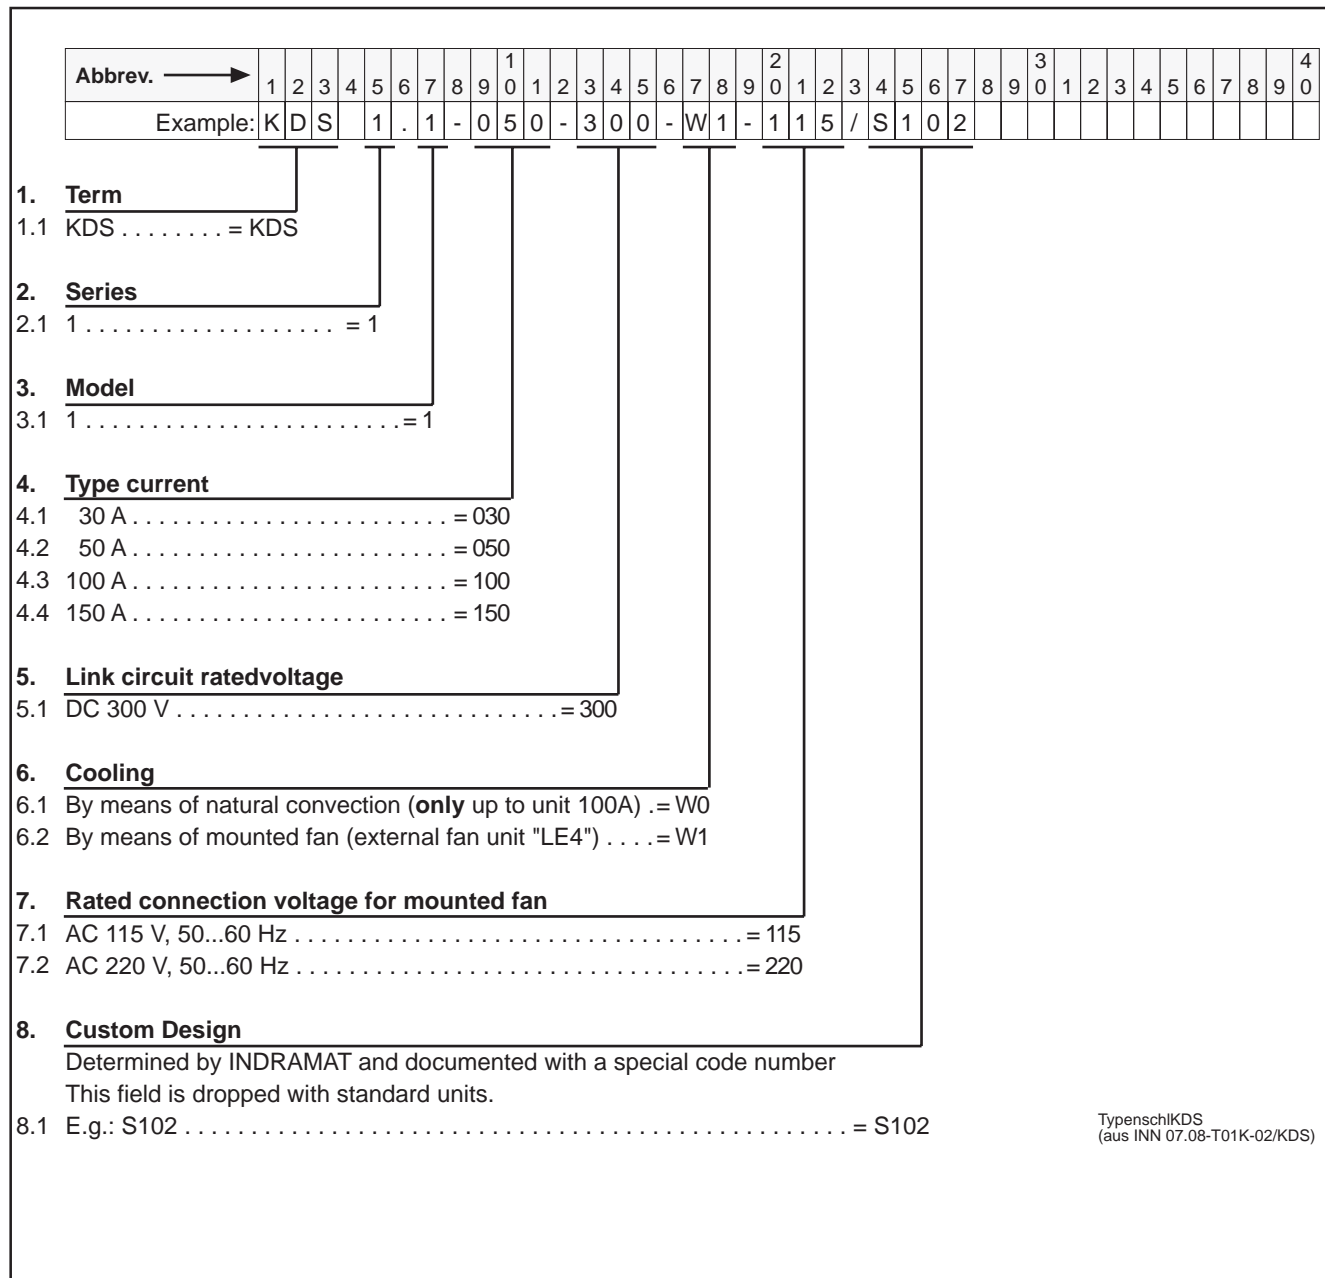 Abbrev. 1 2 3 4 5 6 7 8 9 10 1 2 3 4 5 6 7 8 9 20 1 2 3 4 5 6 7 8 9 30 1 2 3 4 5 6 7 8 9 40
Example: K D S 1 . 1 - 0 5 0 - 3 0 0 - W 1 - 1 1 5 / S 1 0 2
1. Term
1.1 KDS . . . . . . . . = KDS
2. Series
2.1 1 . . . . . . . . . . . . . . . . . . . = 1
3. Model
3.1 1 . . . . . . . . . . . . . . . . . . . . . . . . = 1
4. Type current
4.1 30 A . . . . . . . . . . . . . . . . . . . . . . . . = 030
4.2 50 A . . . . . . . . . . . . . . . . . . . . . . . . = 050
4.3 100 A . . . . . . . . . . . . . . . . . . . . . . . . = 100
4.4 150 A . . . . . . . . . . . . . . . . . . . . . . . . = 150
5. Link circuit ratedvoltage
5.1 DC 300 V . . . . . . . . . . . . . . . . . . . . . . . . . . . . . = 300
6. Cooling
6.1 By means of natural convection (only up to unit 100A) . = W0
6.2 By means of mounted fan (external fan unit "LE4") . . . . = W1
7. Rated connection voltage for mounted fan
7.1 AC 115 V, 50...60 Hz . . . . . . . . . . . . . . . . . . . . . . . . . . . . . . . . . . = 115
7.2 AC 220 V, 50...60 Hz . . . . . . . . . . . . . . . . . . . . . . . . . . . . . . . . . . = 220
8. Custom Design
Determined by INDRAMAT and documented with a special code number
This field is dropped with standard units.
8.1 E.g.: S102 . . . . . . . . . . . . . . . . . . . . . . . . . . . . . . . . . . . . . . . . . . . . . . . . . . = S102
TypenschlKDS
(aus INN 07.08-T01K-02/KDS)